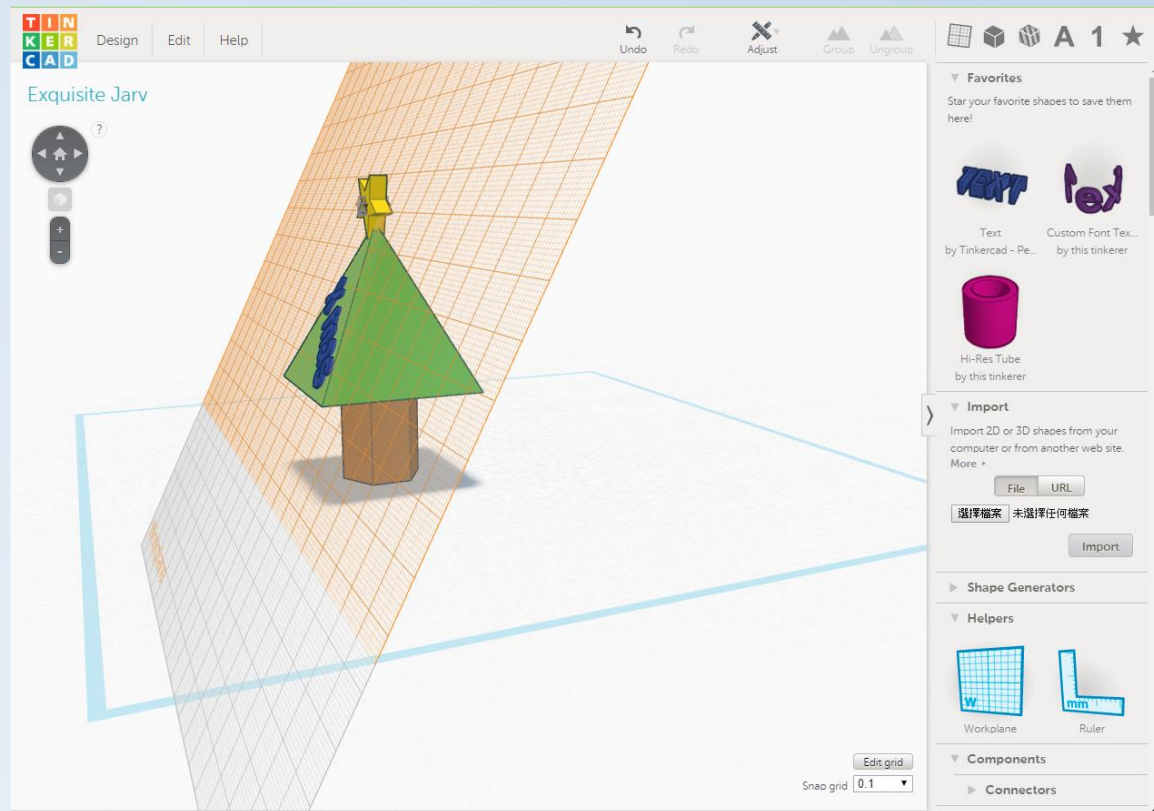 TIN
KER
CAD
Design Edit Help
Undo Redo Adjust Group Ungroup
A 1
Exquisite Jarv
?
+
-
Favorites
Star your favorite shapes to save them
here!
TEXT
Tex
Text
by Tinkercad - Pe...
Custom Font Tex...
by this tinkerer
Hi-Res Tube
by this tinkerer
Import
Import 2D or 3D shapes from your
computer or from another web site.
More
File URL
選擇檔案 未選擇任何檔案
Import
Shape Generators
Helpers
W
mm
Workplane Ruler
Components
Connectors
Edit grid
Snap grid 0.1